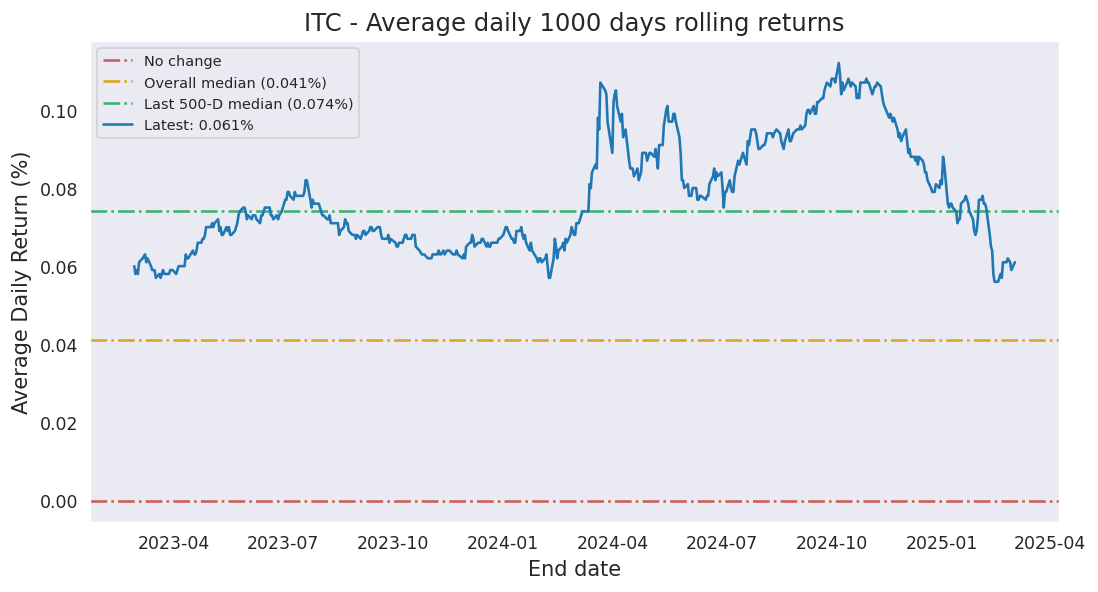 ITC - Average daily 1000 days rolling returns
No change
Overall median (0.041%)
Last 500-D median (0.074%)
Latest: 0.061%
Average Daily Return (%)
0.10
0.08
0.06
0.04
0.02
0.00
2023-04 2023-07 2023-10 2024-01 2024-04 2024-07 2024-10 2025-01 2025-04
End date